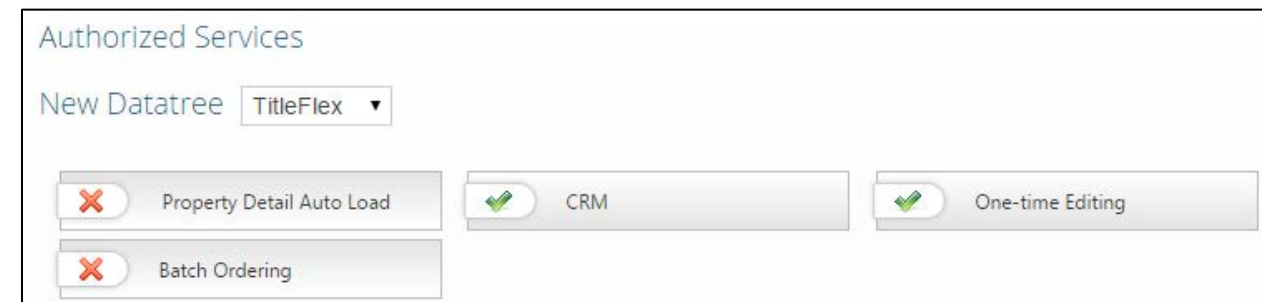 Authorized Services
New Datatree TitleFlex
Property Detail Auto Load CRM One-time Editing
Batch Ordering